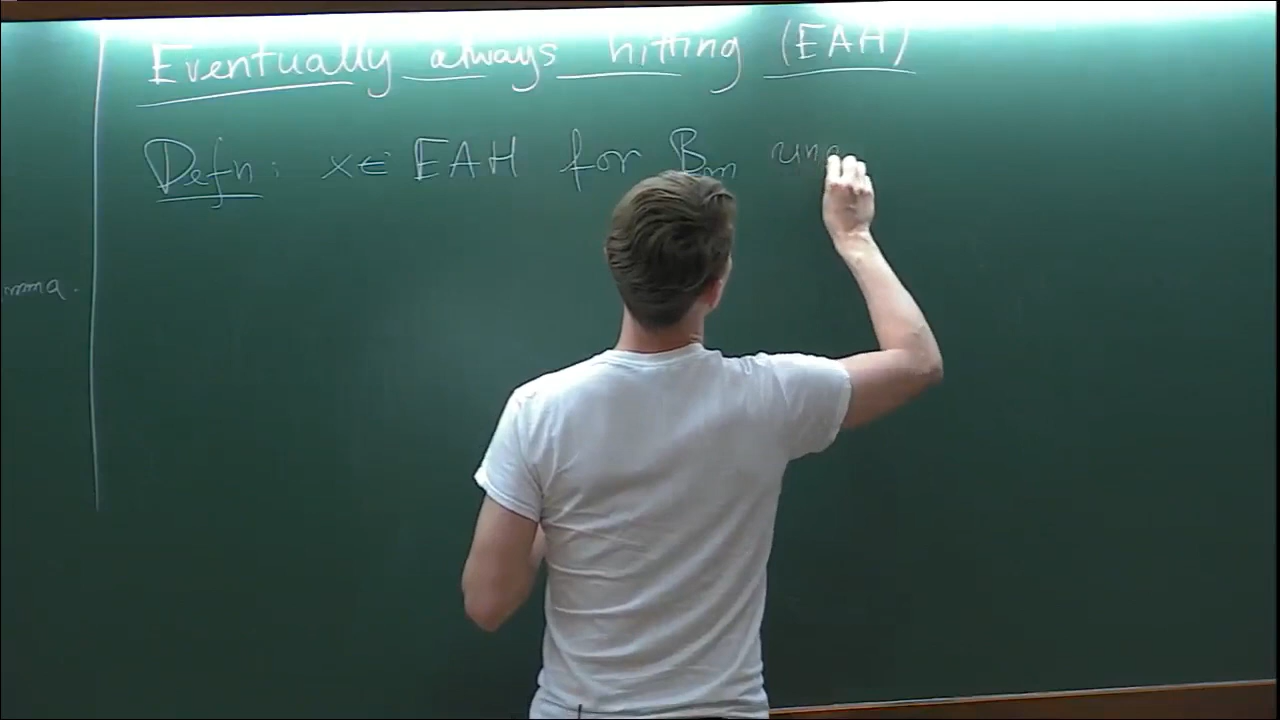 Eventually always hitting (EAH)
Defn: x ∈ EAH for Bₘ